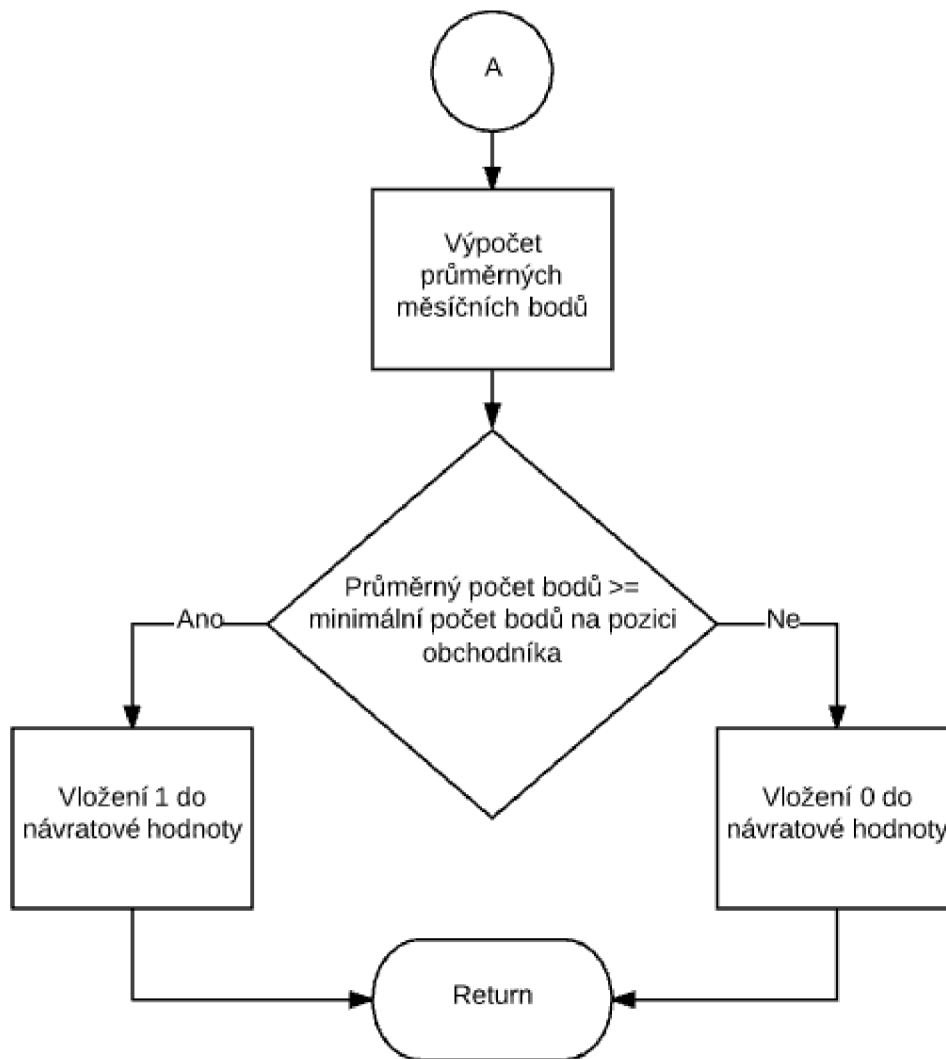 A
Výpočet
průměrných
měsíčních bodů
Průměrný počet bodů >=
minimální počet bodů na pozici
obchodníka
Ano
Ne
Vložení 1 do
návratové hodnoty
Vložení 0 do
návratové hodnoty
Return